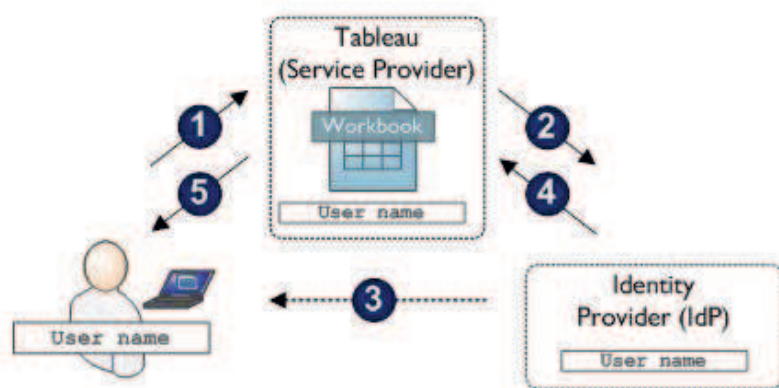 Tableau
(Service Provider)
1
2
Workbook
5
4
User name
3
Identity
Provider (IdP)
User name
User name